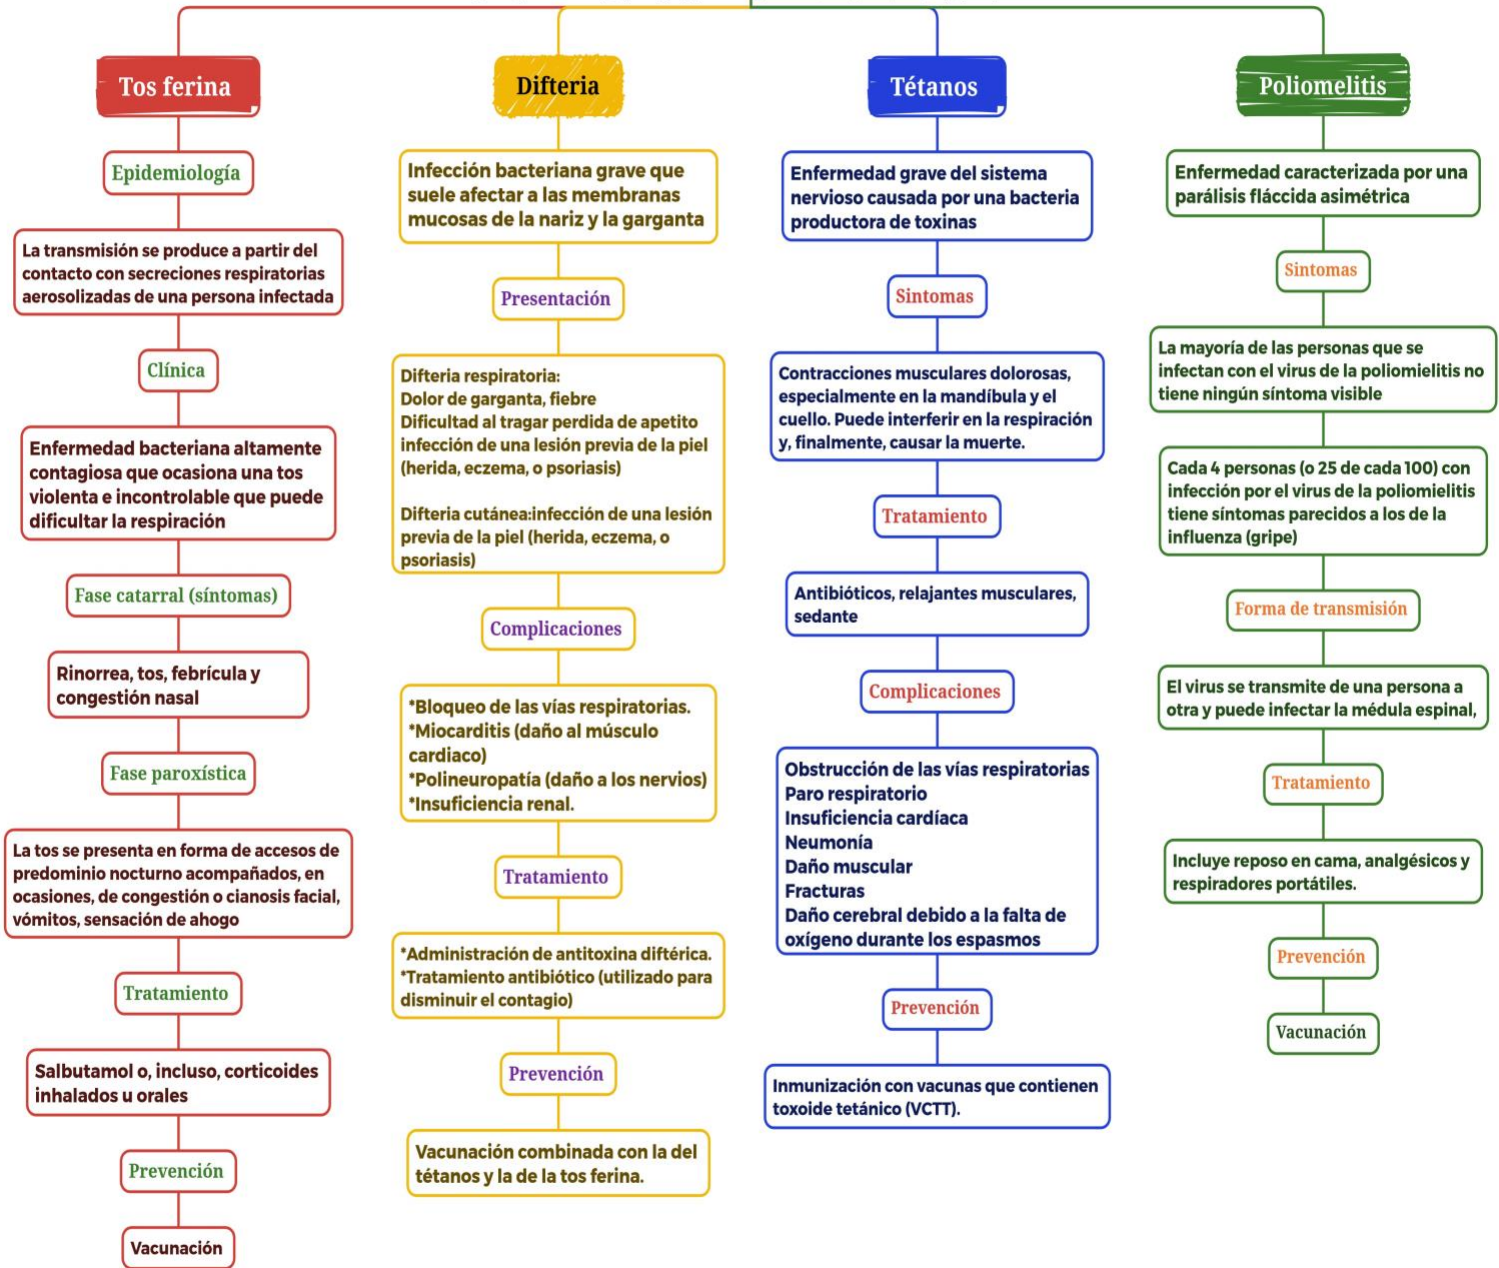 Tos ferina
Epidemiología
La transmisión se produce a partir del
contacto con secreciones respiratorias
aerosolizadas de una persona infectada
Clínica
Enfermedad bacteriana altamente
contagiosa que ocasiona una tos
violenta e incontrolable que puede
dificultar la respiración
Fase catarral (síntomas)
Rinorrea, tos, febrícula y
congestión nasal
Fase paroxística
La tos se presenta en forma de accesos de
predominio nocturno acompañados, en
ocasiones, de congestión o cianosis facial,
vómitos, sensación de ahogo
Tratamiento
Salbutamol o, incluso, corticoides
inhalados u orales
Prevención
Vacunación
Difteria
Infección bacteriana grave que
suele afectar a las membranas
mucosas de la nariz y la garganta
Presentación
Difteria respiratoria:
Dolor de garganta, fiebre
Dificultad al tragar perdida de apetito
infección de una lesión previa de la piel
(herida, eczema, o psoriasis)
Difteria cutánea:infección de una lesión
previa de la piel (herida, eczema, o
psoriasis)
Complicaciones
*Bloqueo de las vías respiratorias.
*Miocarditis (daño al músculo
cardiaco)
*Polineuropatía (daño a los nervios)
*Insuficiencia renal.
Tratamiento
*Administración de antitoxina diftérica.
*Tratamiento antibiótico (utilizado para
disminuir el contagio)
Prevención
Vacunación combinada con la del
tétanos y la de la tos ferina.
Tétanos
Enfermedad grave del sistema
nervioso causada por una bacteria
productora de toxinas
Sintomas
Contracciones musculares dolorosas,
especialmente en la mandíbula y el
cuello. Puede interferir en la respiración
y, finalmente, causar la muerte.
Tratamiento
Antibióticos, relajantes musculares,
sedante
Complicaciones
Obstrucción de las vías respiratorias
Paro respiratorio
Insuficiencia cardíaca
Neumonía
Daño muscular
Fracturas
Daño cerebral debido a la falta de
oxígeno durante los espasmos
Prevención
Inmunización con vacunas que contienen
toxoide tetánico (VCTT).
Poliomelitis
Enfermedad caracterizada por una
parálisis fláccida asimétrica
Sintomas
La mayoría de las personas que se
infectan con el virus de la poliomielitis no
tiene ningún síntoma visible
Cada 4 personas (o 25 de cada 100) con
infección por el virus de la poliomielitis
tiene síntomas parecidos a los de la
influenza (gripe)
Forma de transmisión
El virus se transmite de una persona a
otra y puede infectar la médula espinal,
Tratamiento
Incluye reposo en cama, analgésicos y
respiradores portátiles.
Prevención
Vacunación